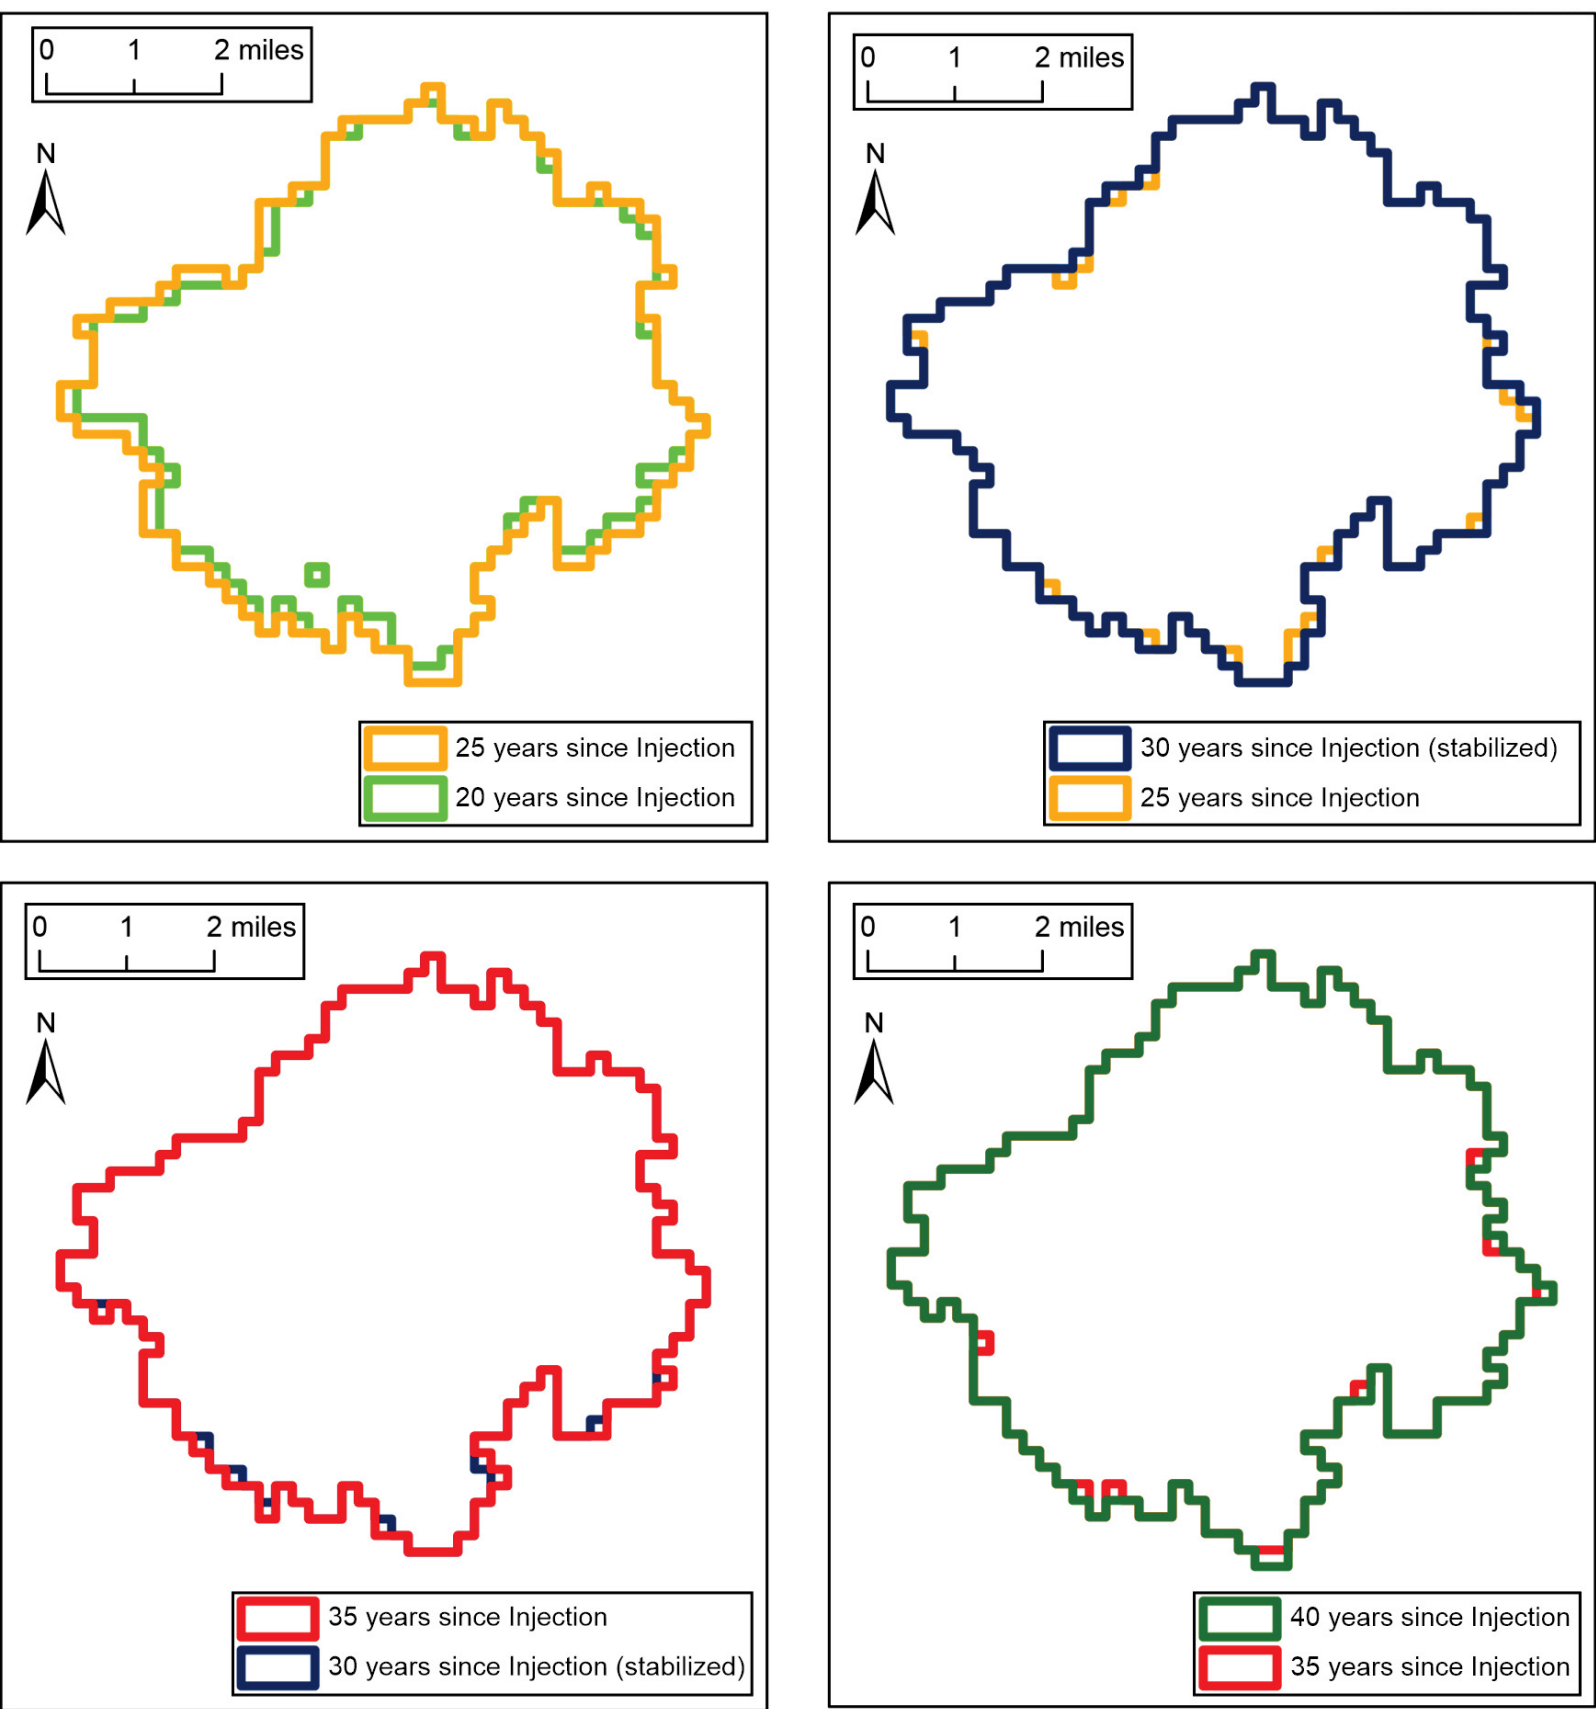 0 1 2 miles
N
25 years since Injection
20 years since Injection
0 1 2 miles
N
30 years since Injection (stabilized)
25 years since Injection
0 1 2 miles
N
35 years since Injection
30 years since Injection (stabilized)
0 1 2 miles
N
40 years since Injection
35 years since Injection